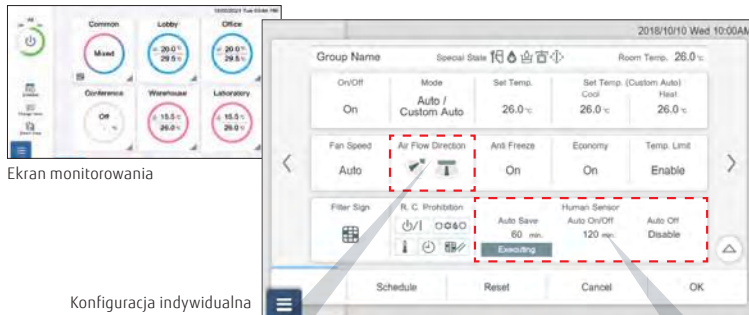 Common Lobby Office
Mixed 20.0 29.5 20.0 29.5
Conference Warehouse Laboratory
Off 15.5 26.0 15.5 26.0
Ekran monitorowania
2018/10/10 Wed 10:00AM
Group Name Special State Room Temp. 26.0 °c
On/Off Mode Set Temp. Set Temp. (Custom Auto)
Cool Heat
On Auto / Custom Auto 26.0 °c 26.0 °c 26.0 °c
Fan Speed Air Flow Direction Anti Freeze Economy Temp. Limit
Auto On On Enable
Filter Sign R. C. Prohibition Human Sensor
Auto Save Auto On/Off Auto Off
60 min. 120 min. Disable
Executing
Schedule Reset Cancel OK
Konfiguracja indywidualna